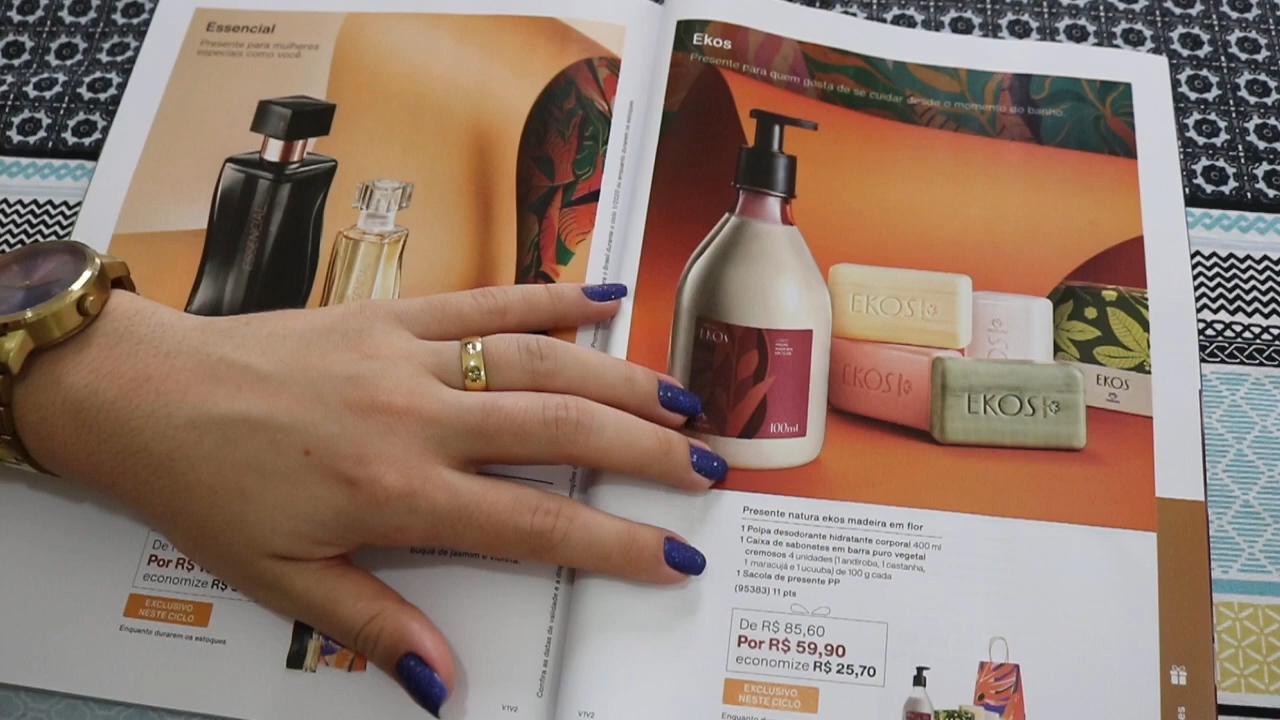 Essencial
Presente para mulheres
especiais como você.
ESSENCIAL
De R
Por R$ 1
economize R$
EXCLUSIVO
NESTE CICLO
Enquanto durarem os estoques
buquê de jasmim e violeta.
V1V2
Ekos
Presente para quem gosta de se cuidar desde o momento do banho.
EKOS
100ml
EKOS
EKOS
EKOS
EKOS
Presente natura ekos madeira em flor
1 Polpa desodorante hidratante corporal 400 ml
1 Caixa de sabonetes em barra puro vegetal
cremosos 4 unidades (1 andiroba, 1 castanha,
1 maracujá e 1 ucuuba) de 100 g cada
1 Sacola de presente PP
(95383) 11 pts
De R$ 85,60
Por R$ 59,90
economize R$ 25,70
EXCLUSIVO
NESTE CICLO
V1V2